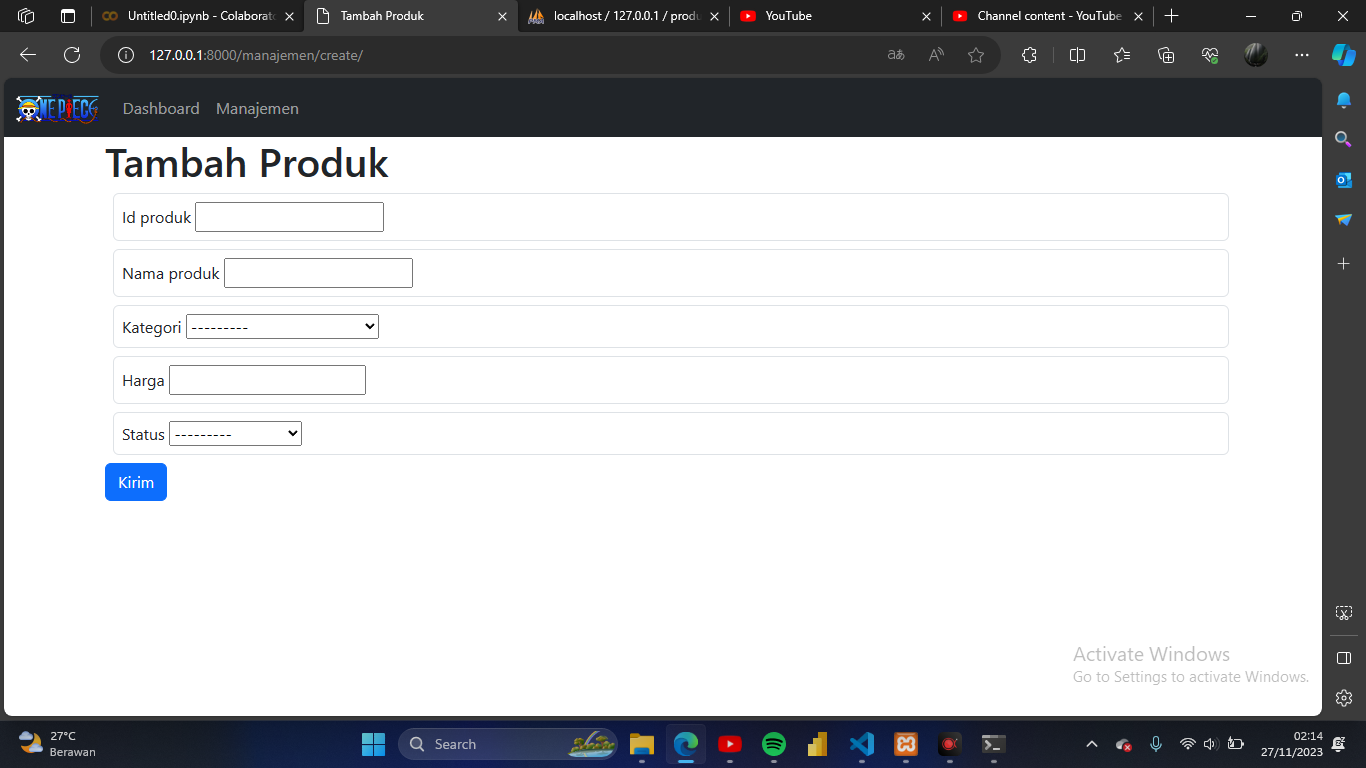 Untitled0.ipynb - Colaborato
Tambah Produk
localhost / 127.0.0.1 / produ
YouTube
Channel content - YouTube
127.0.0.1:8000/manajemen/create/
ONE PIECE
Dashboard
Manajemen
Tambah Produk
Id produk
Nama produk
Kategori ---------
Harga
Status ---------
Kirim
Activate Windows
Go to Settings to activate Windows.
27°C
Berawan
Search
02:14
27/11/2023